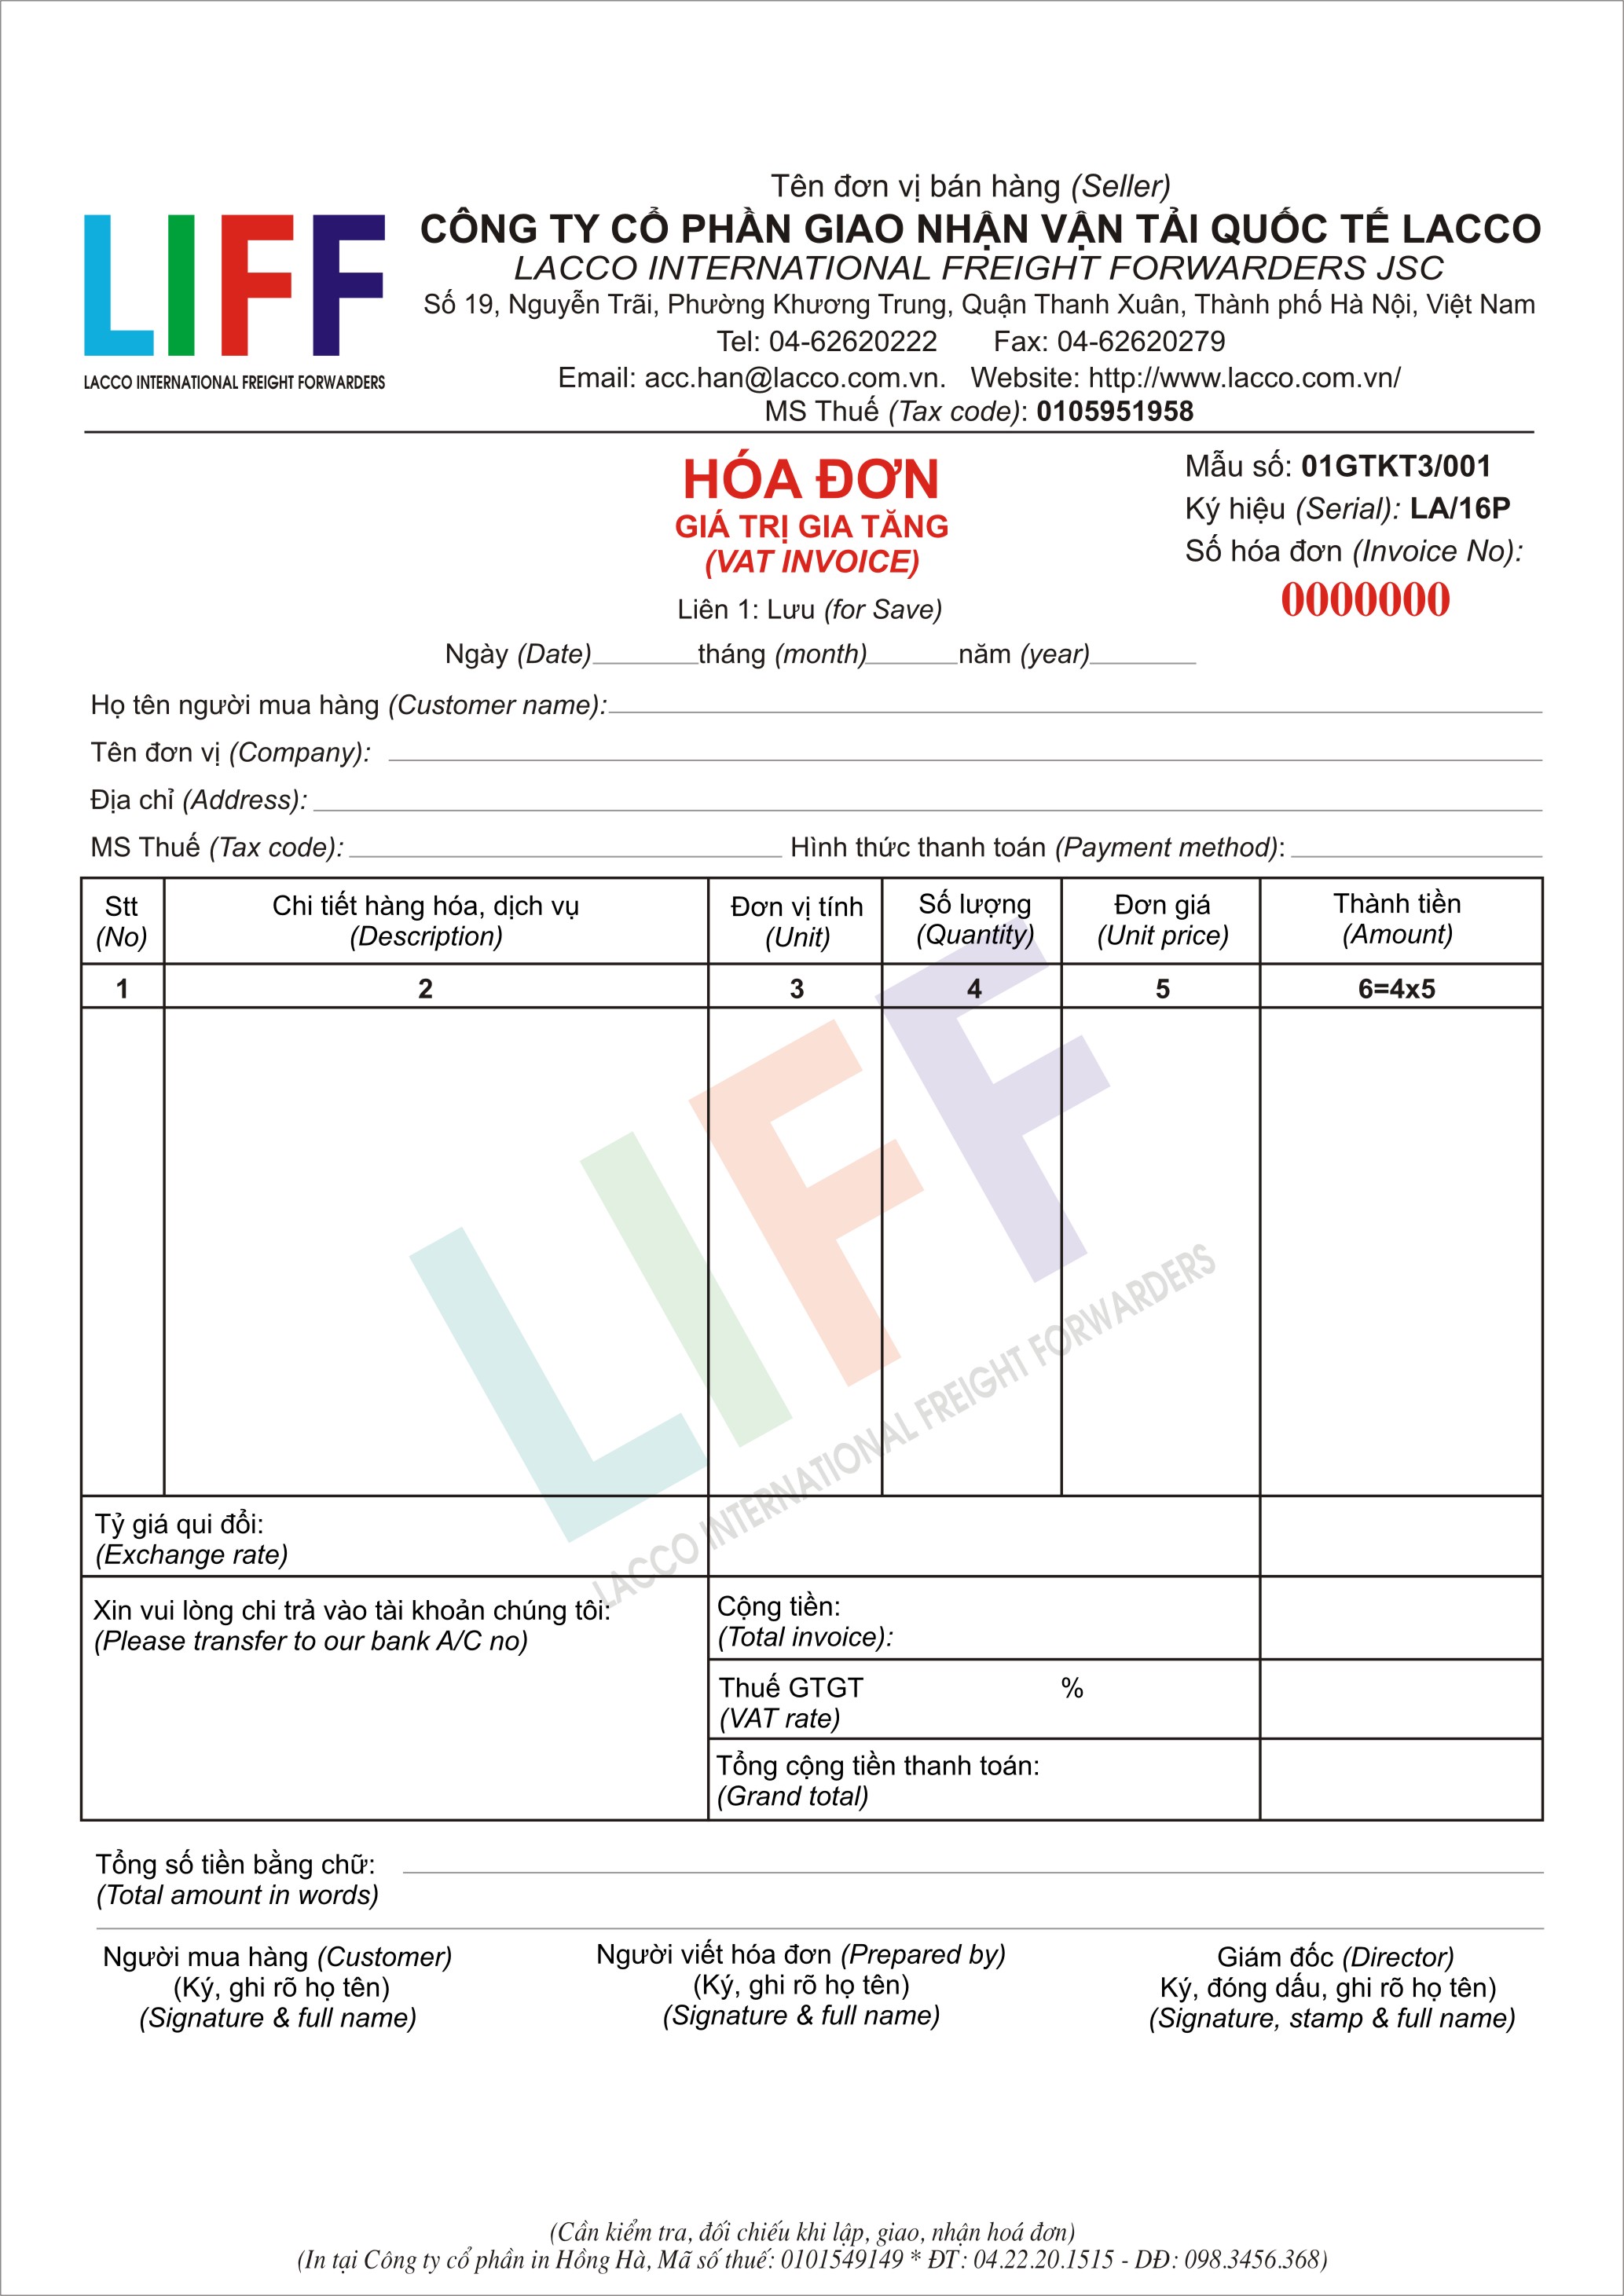 LIFF
LACCO INTERNATIONAL FREIGHT FORWARDERS
Tên đơn vị bán hàng (Seller)
CÔNG TY CỔ PHẦN GIAO NHẬN VẬN TẢI QUỐC TẾ LACCO
LACCO INTERNATIONAL FREIGHT FORWARDERS JSC
Số 19, Nguyễn Trãi, Phường Khương Trung, Quận Thanh Xuân, Thành phố Hà Nội, Việt Nam
Tel: 04-62620222 Fax: 04-62620279
Email: acc.han@lacco.com.vn. Website: http://www.lacco.com.vn/
MS Thuế (Tax code): 0105951958
HÓA ĐƠN
GIÁ TRỊ GIA TĂNG
(VAT INVOICE)
Liên 1: Lưu (for Save)
Mẫu số: 01GTKT3/001
Ký hiệu (Serial): LA/16P
Số hóa đơn (Invoice No):
0000000
Ngày (Date)_______tháng (month)______năm (year)_______
Họ tên người mua hàng (Customer name):
Tên đơn vị (Company):
Địa chỉ (Address):
MS Thuế (Tax code): Hình thức thanh toán (Payment method):
Stt (No) Chi tiết hàng hóa, dịch vụ (Description) Đơn vị tính (Unit) Số lượng (Quantity) Đơn giá (Unit price) Thành tiền (Amount)
1 2 3 4 5 6=4x5
LIFF
LACCO INTERNATIONAL FREIGHT FORWARDERS
Tỷ giá qui đổi:
(Exchange rate)
Xin vui lòng chi trả vào tài khoản chúng tôi:
(Please transfer to our bank A/C no)
Cộng tiền:
(Total invoice):
Thuế GTGT %
(VAT rate)
Tổng cộng tiền thanh toán:
(Grand total)
Tổng số tiền bằng chữ:
(Total amount in words)
Người mua hàng (Customer)
(Ký, ghi rõ họ tên)
(Signature & full name)
Người viết hóa đơn (Prepared by)
(Ký, ghi rõ họ tên)
(Signature & full name)
Giám đốc (Director)
Ký, đóng dấu, ghi rõ họ tên)
(Signature, stamp & full name)
(Cần kiểm tra, đối chiếu khi lập, giao, nhận hoá đơn)
(In tại Công ty cổ phần in Hồng Hà, Mã số thuế: 0101549149 * ĐT: 04.22.20.1515 - DĐ: 098.3456.368)